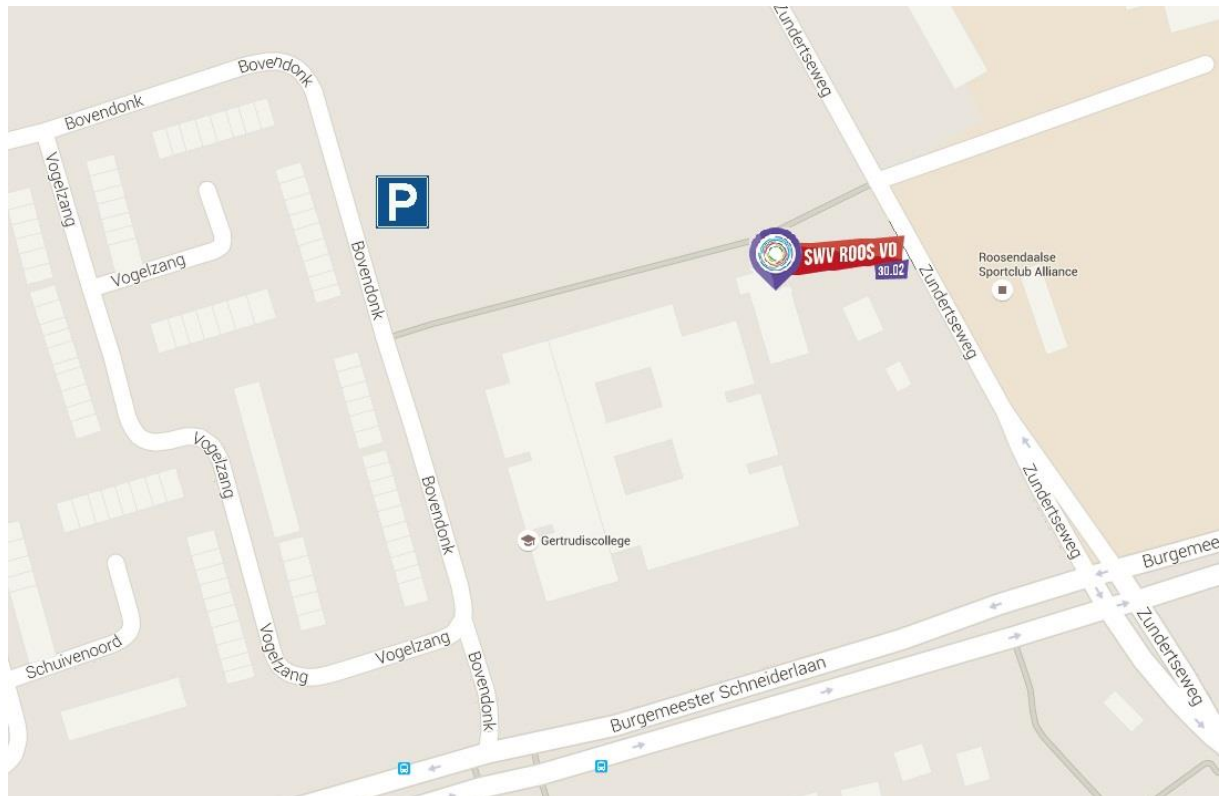 Bovendonk
Bovendonk
Zundertseweg
Vogelzang
P
Vogelzang
Bovendonk
SWV ROOS VO
30.02
Roosendaalse
Sportclub Alliance
Zundertseweg
Vogelzang
Bovendonk
Gertrudiscollege
Zundertseweg
Burgemee
Schuivenoord
Vogelzang
Vogelzang
Bovendonk
Burgemeester Schneiderlaan
Zundertseweg